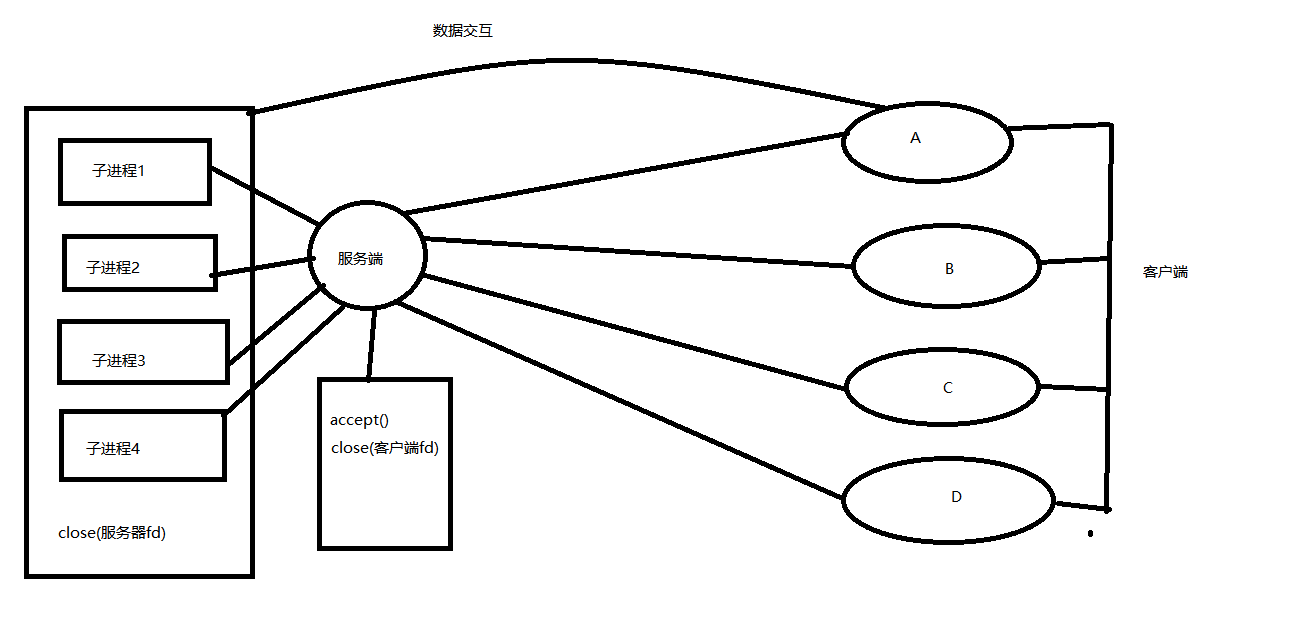 数据交互
子进程1
子进程2
子进程3
子进程4
close(服务器fd)
服务端
accept()
close(客户端fd)
A
B
C
D
客户端